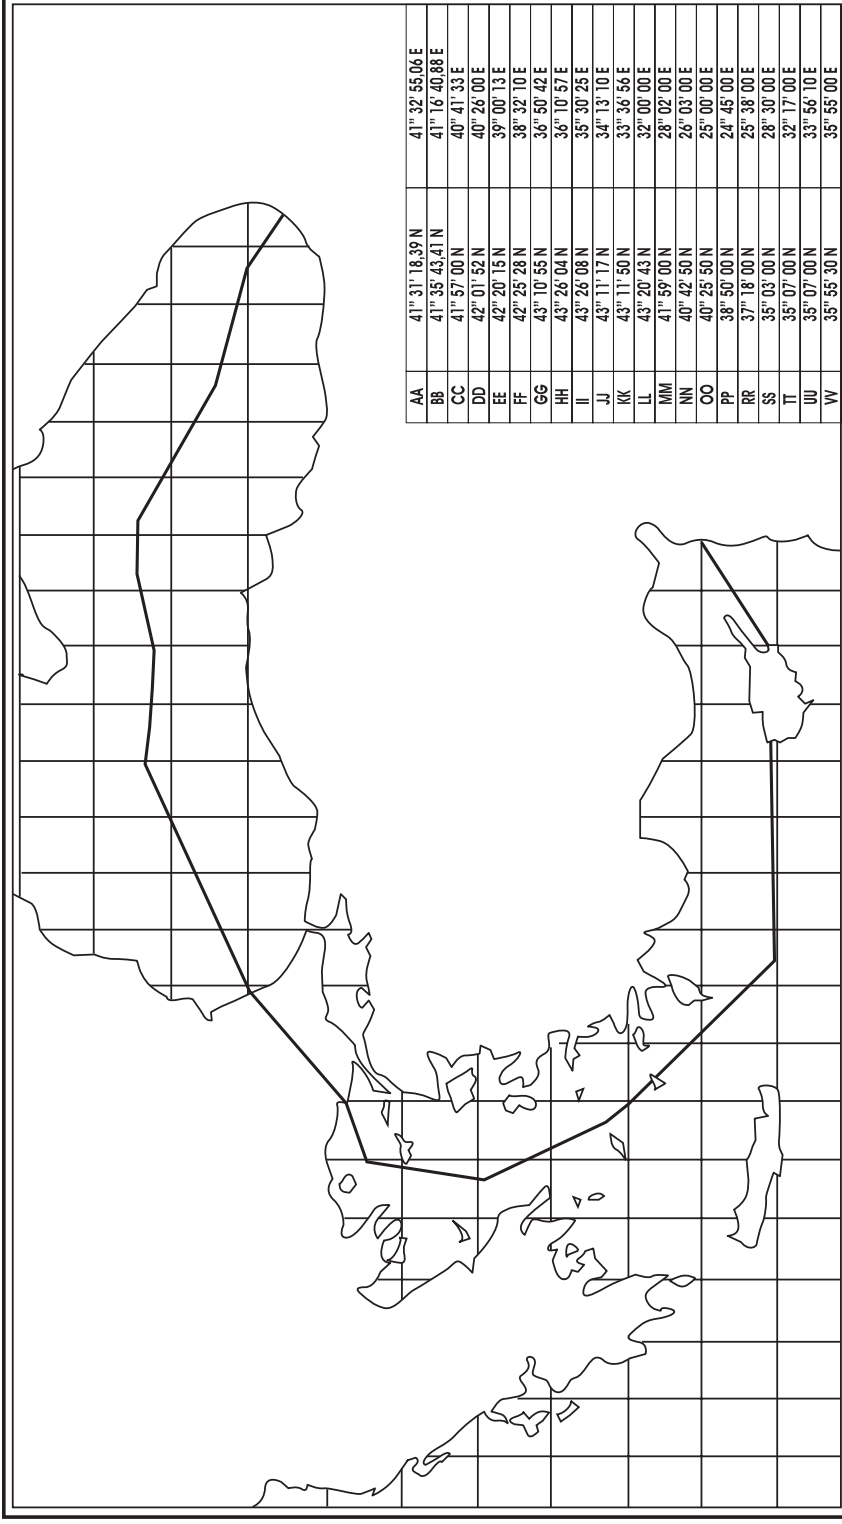 AA 41" 31' 18,39 N 41" 32' 55,06 E
BB 41" 35' 43,41 N 41" 16' 40,88 E
CC 41" 57' 00 N 40" 41' 33 E
DD 42" 01' 52 N 40" 26' 00 E
EE 42" 20' 15 N 39" 00' 13 E
FF 42" 25' 28 N 38" 32' 10 E
GG 43" 10' 55 N 36" 50' 42 E
HH 43" 26' 04 N 36" 10' 57 E
II 43" 26' 08 N 35" 30' 25 E
JJ 43" 11' 17 N 34" 13' 10 E
KK 43" 11' 50 N 33" 36' 56 E
LL 43" 20' 43 N 32" 00' 00 E
MM 41" 59' 00 N 28" 02' 00 E
NN 40" 42' 50 N 26" 03' 00 E
OO 40" 25' 50 N 25" 00' 00 E
PP 38" 50' 00 N 24" 45' 00 E
RR 37" 18' 00 N 25" 38' 00 E
SS 35" 03' 00 N 28" 30' 00 E
TT 35" 07' 00 N 32" 17' 00 E
UU 35" 07' 00 N 33" 56' 10 E
VV 35" 55' 30 N 35" 55' 00 E